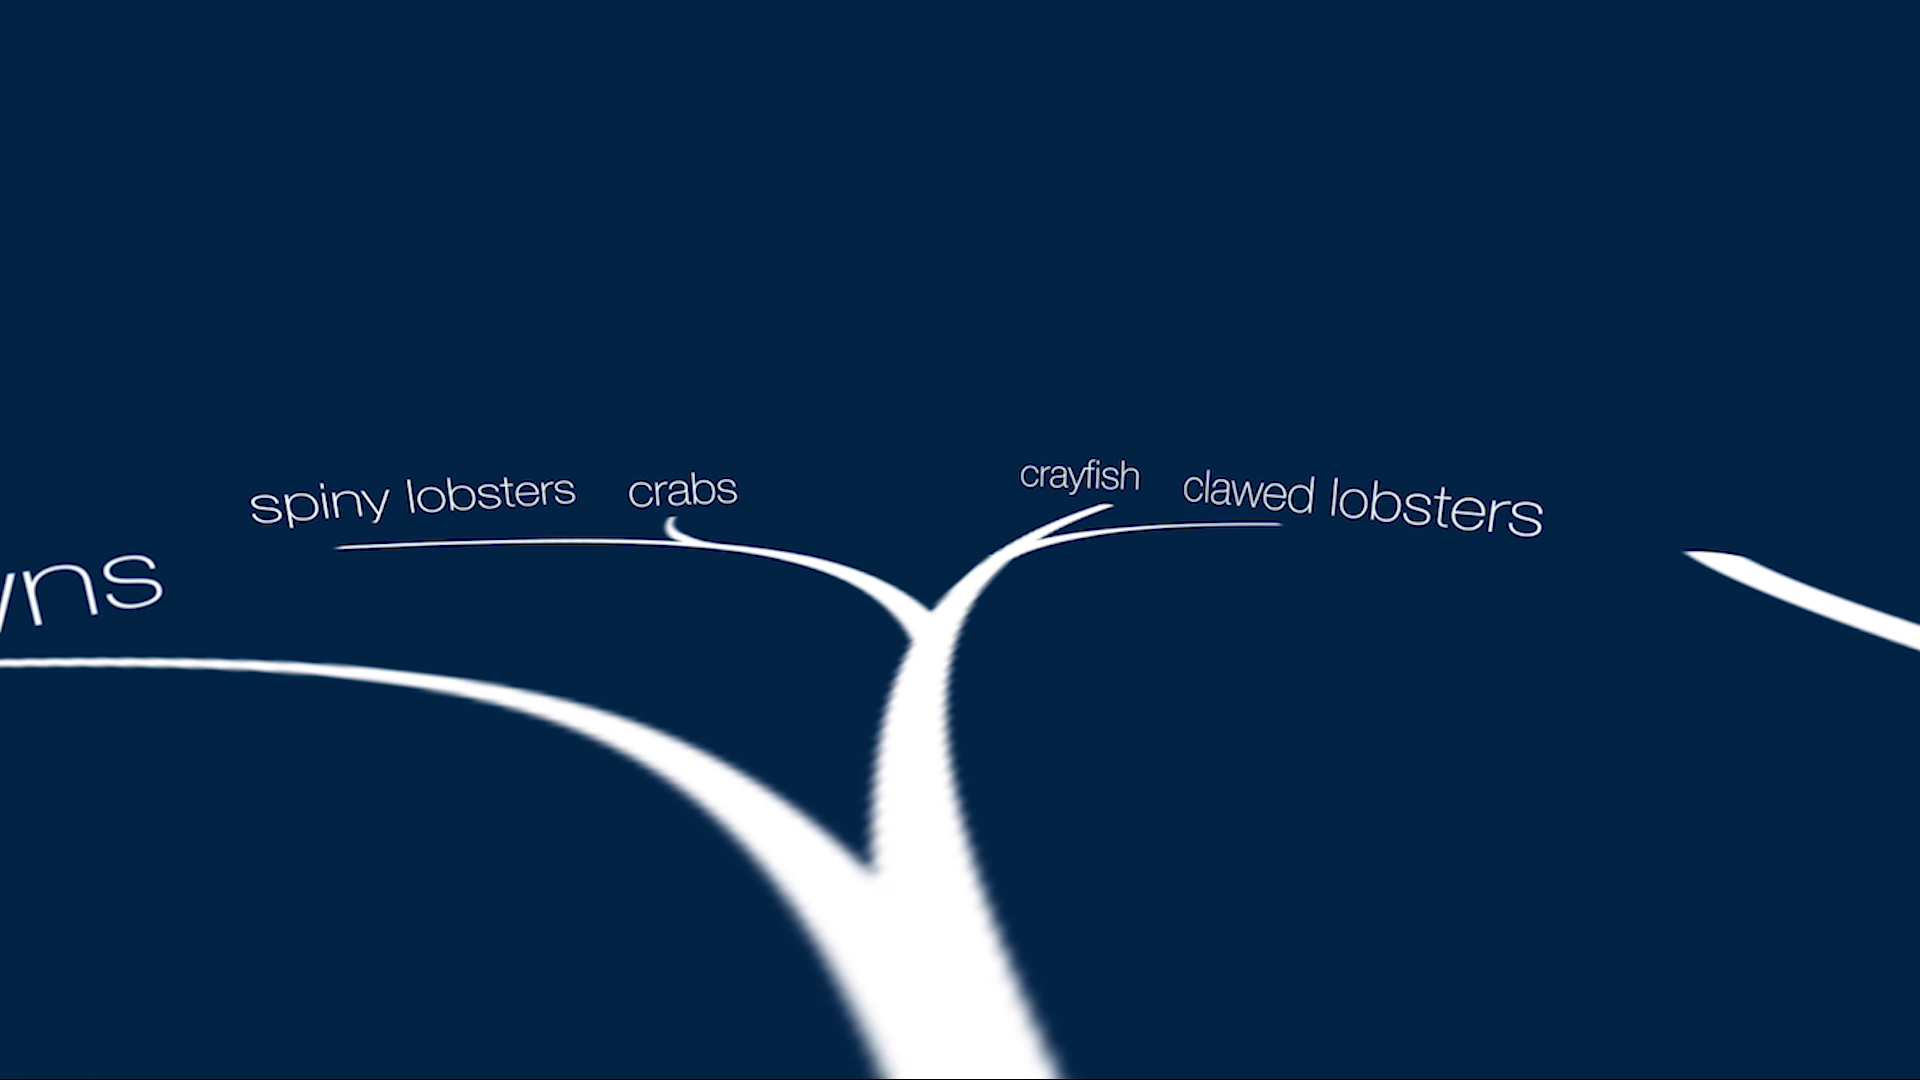 spiny lobsters
crabs
crayfish
clawed lobsters